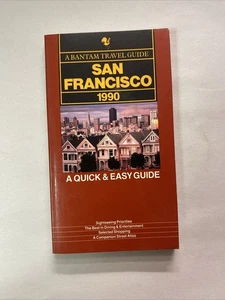 A BANTAM TRAVEL GUIDE
SAN
FRANCISCO
1990
A QUICK & EASY GUIDE
Sightseeing Priorities
The Best in Dining & Entertainment
Selected Shopping
A Companion Street Atlas